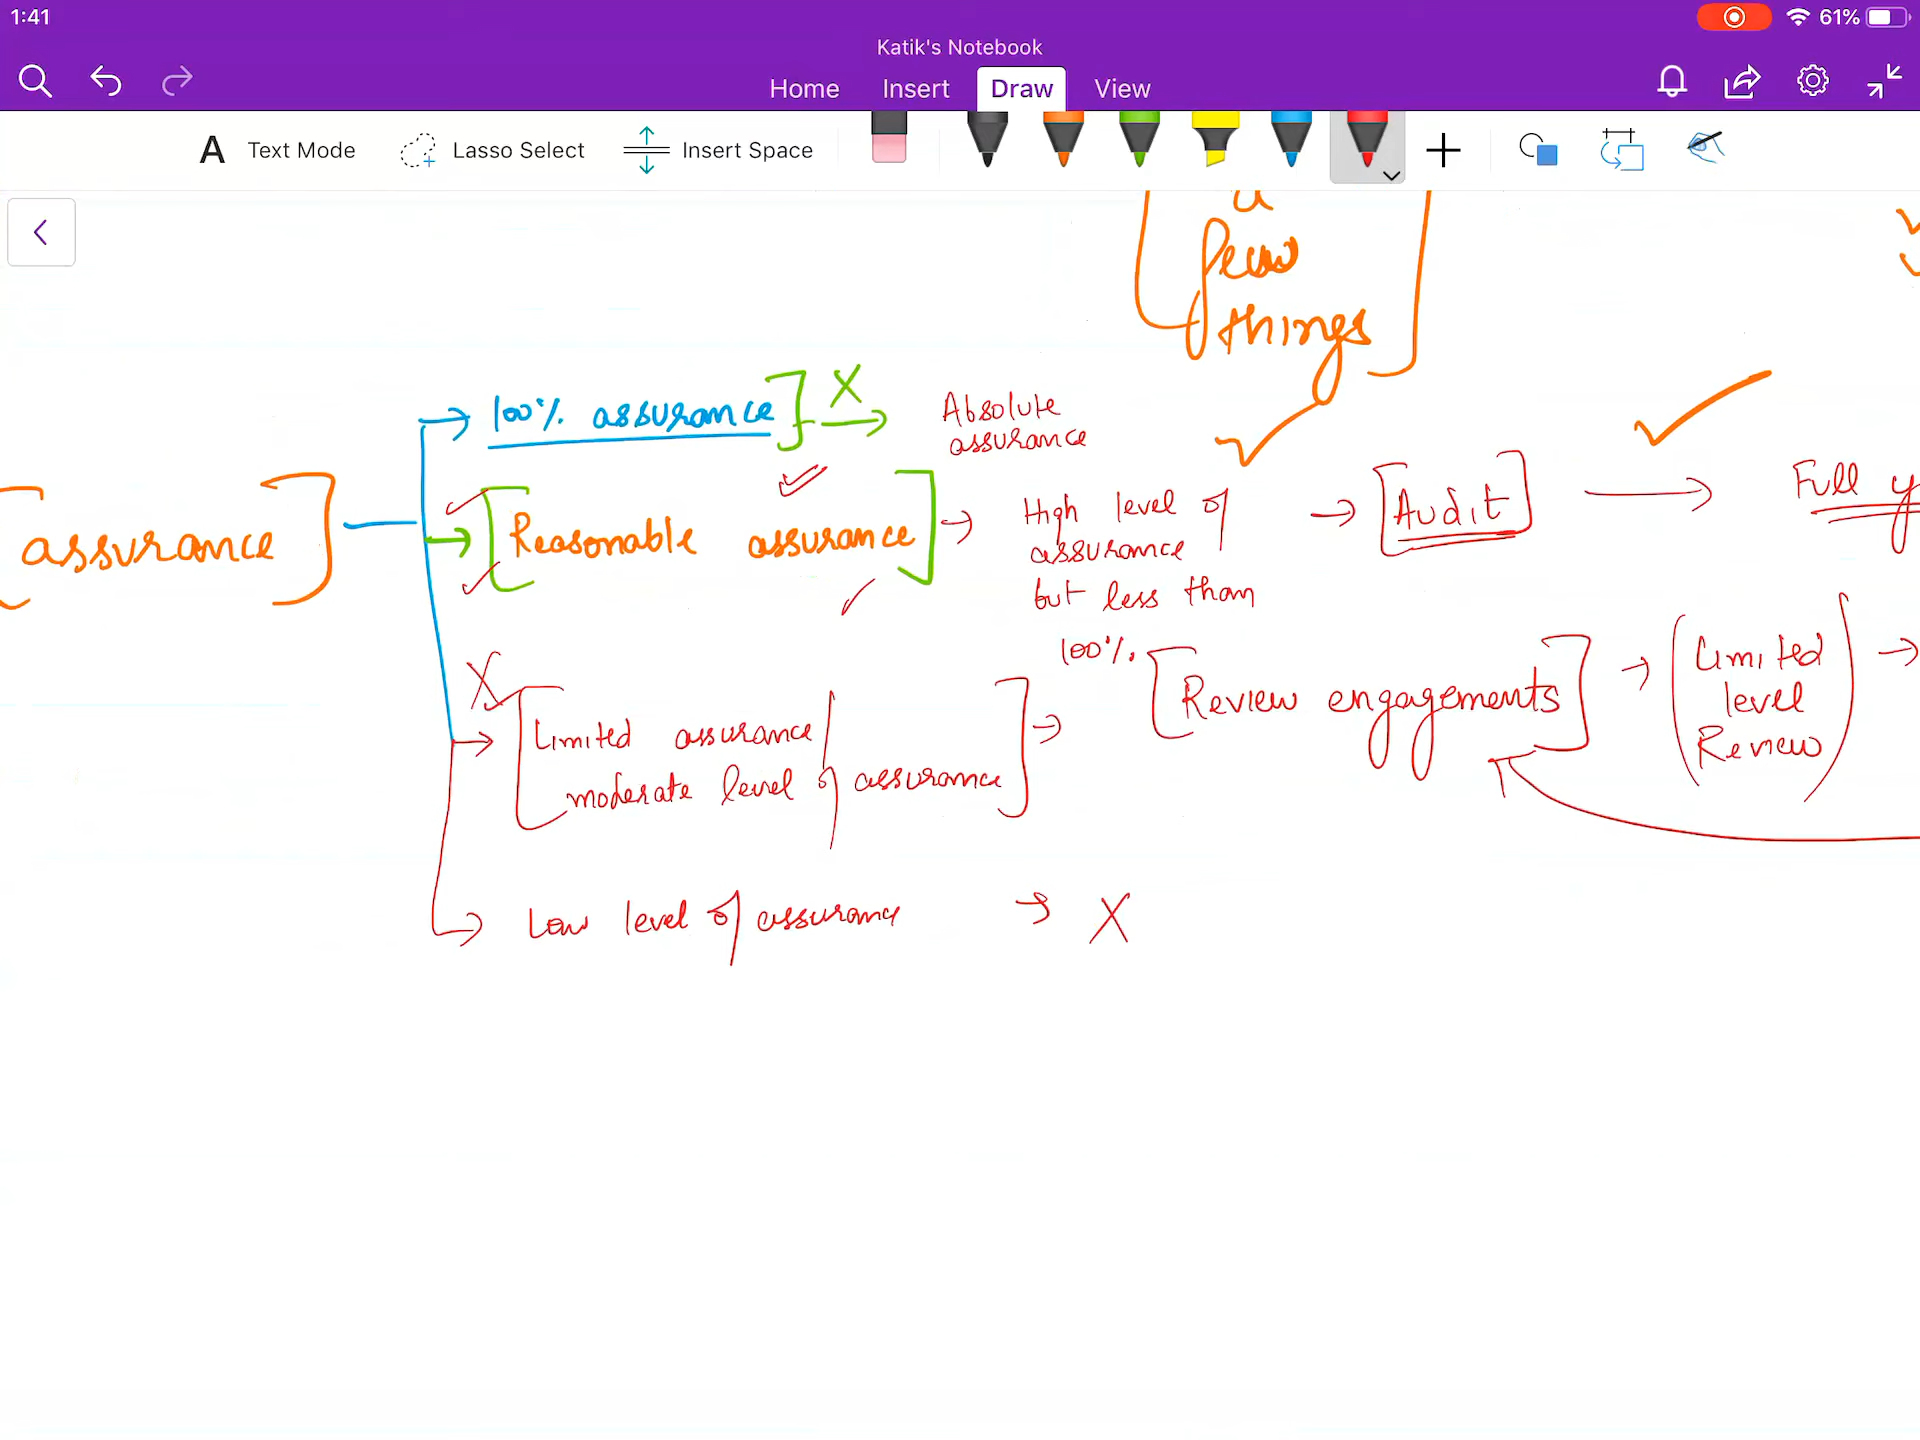 1:41
61%
Katik's Notebook
Home Insert Draw View
A Text Mode Lasso Select Insert Space
a
few
things
100% assurance X
Absolute
assurance
assurance
Reasonable assurance
High level of
assurance
but less than
100%.
Audit
Full y
X
Limited assurance
moderate level of assurance
Review engagements
Limited
level
Review
Low level of assurance X